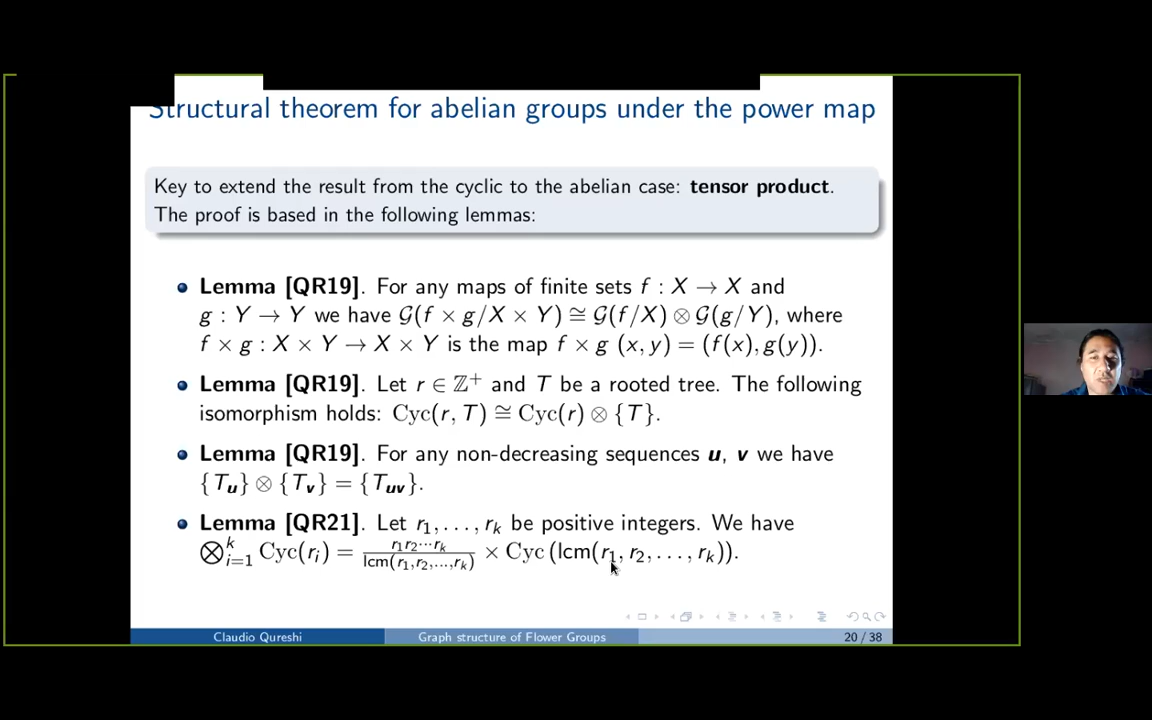 Structural theorem for abelian groups under the power map
Key to extend the result from the cyclic to the abelian case: tensor product.
The proof is based in the following lemmas:
Lemma [QR19]. For any maps of finite sets f : X → X and
g : Y → Y we have 𝒢(f × g/X × Y) ≅ 𝒢(f/X) ⊗ 𝒢(g/Y), where
f × g : X × Y → X × Y is the map f × g (x, y) = (f(x), g(y)).
Lemma [QR19]. Let r ∈ ℤ⁺ and T be a rooted tree. The following
isomorphism holds: Cyc(r, T) ≅ Cyc(r) ⊗ {T}.
Lemma [QR19]. For any non-decreasing sequences u, v we have
{T_u} ⊗ {T_v} = {T_uv}.
Lemma [QR21]. Let r₁, . . . , r_k be positive integers. We have
⊗_{i=1}^k Cyc(r_i) = \frac{r₁r₂···r_k}{lcm(r₁,r₂,...,r_k)} × Cyc (lcm(r₁, r₂, . . . , r_k)).
Claudio Qureshi
Graph structure of Flower Groups
20 / 38